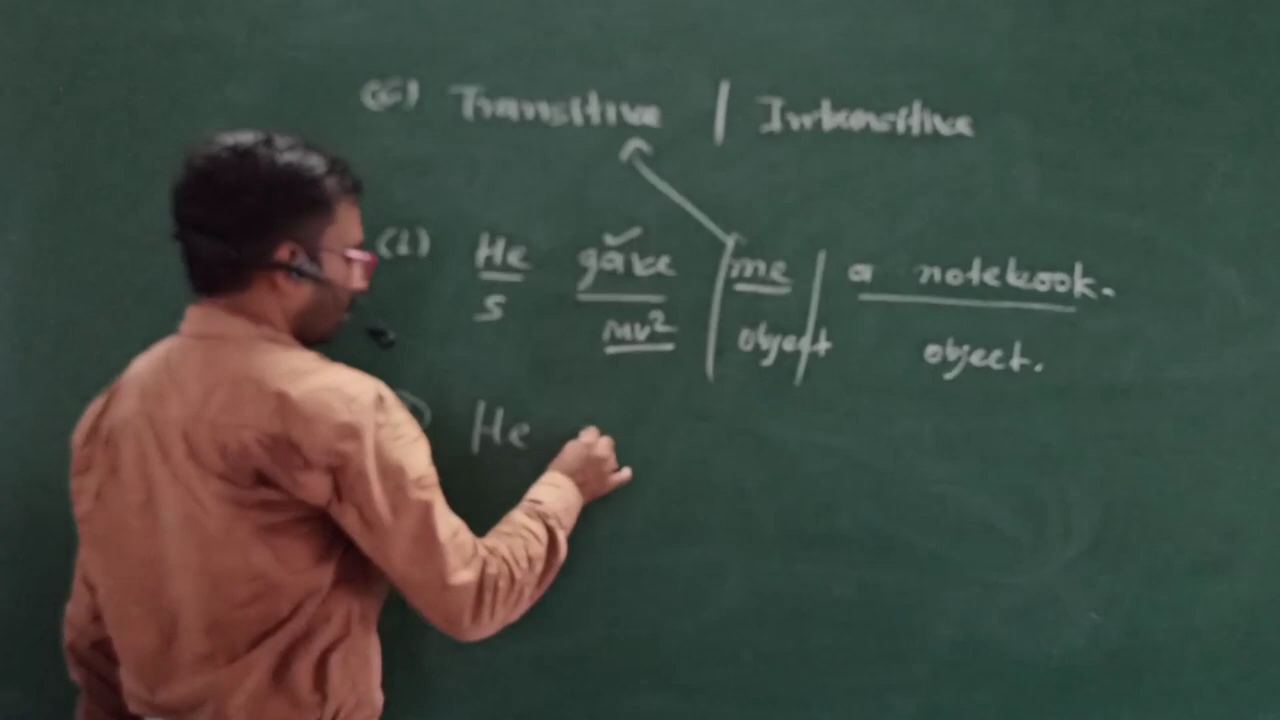 (C) Transitive | Intransitive
(1) He gave me a notebook.
S mv² object object.
) He